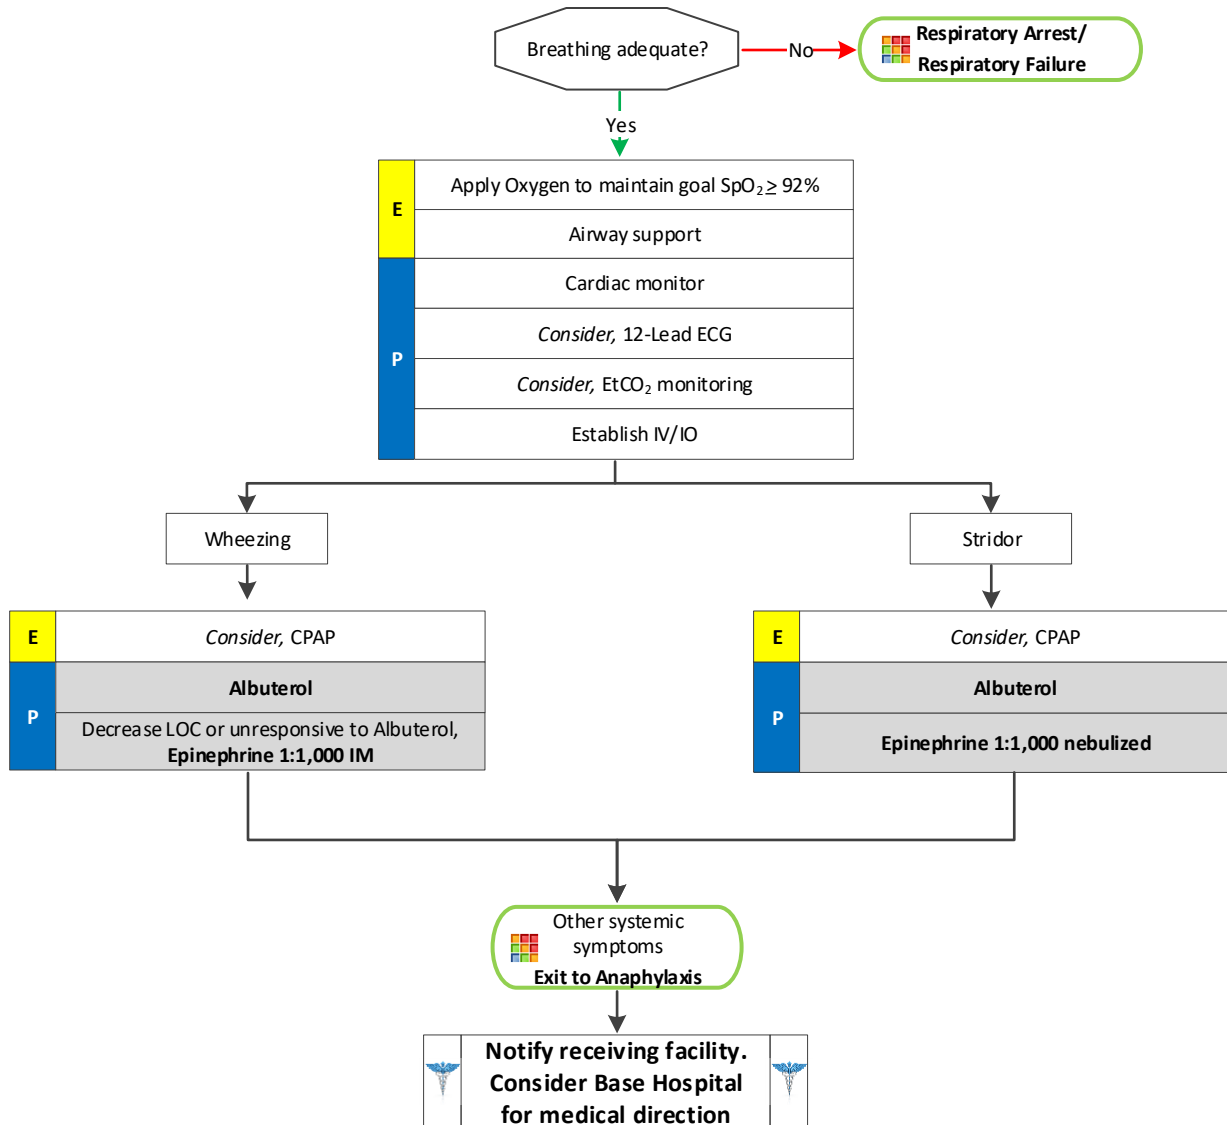 Breathing adequate?
No
Respiratory Arrest/
Respiratory Failure
Yes
E
Apply Oxygen to maintain goal SpO₂ ≥ 92%
Airway support
P
Cardiac monitor
Consider, 12-Lead ECG
Consider, EtCO₂ monitoring
Establish IV/IO
Wheezing
Stridor
E
Consider, CPAP
P
Albuterol
Decrease LOC or unresponsive to Albuterol,
Epinephrine 1:1,000 IM
E
Consider, CPAP
P
Albuterol
Epinephrine 1:1,000 nebulized
Other systemic
symptoms
Exit to Anaphylaxis
Notify receiving facility.
Consider Base Hospital
for medical direction